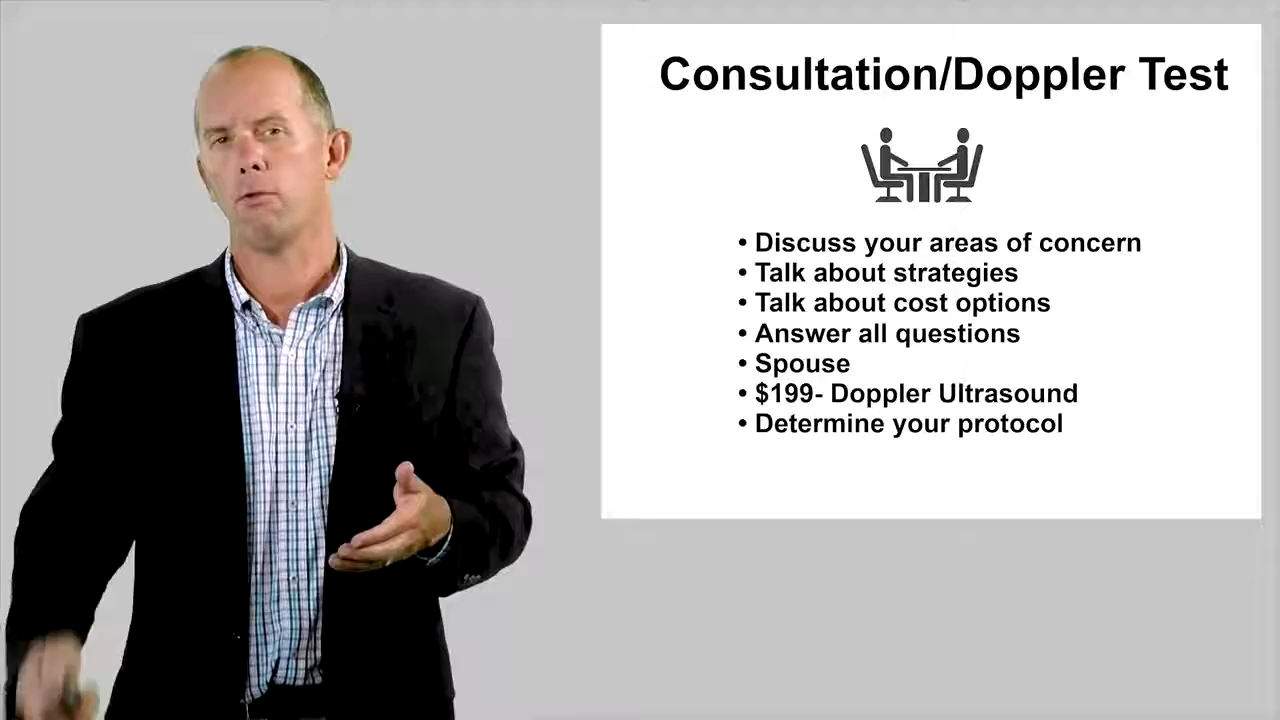 Consultation/Doppler Test
• Discuss your areas of concern
• Talk about strategies
• Talk about cost options
• Answer all questions
• Spouse
• $199- Doppler Ultrasound
• Determine your protocol